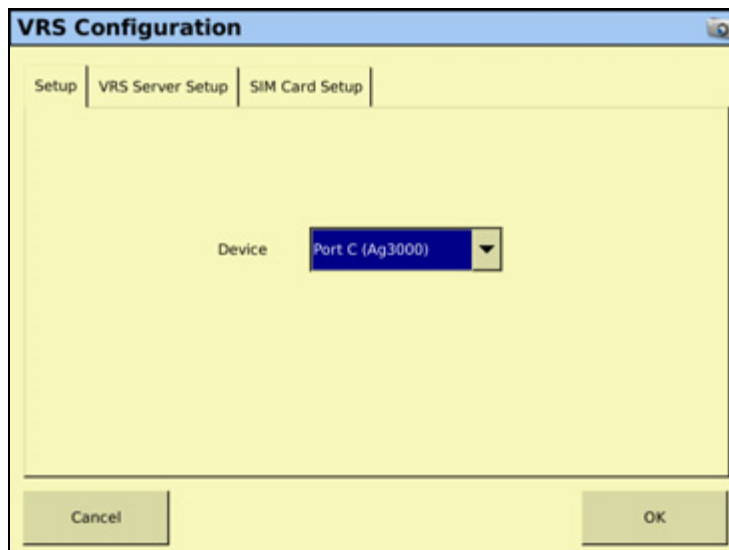 VRS Configuration
Setup VRS Server Setup SIM Card Setup
Device Port C (Ag3000)
Cancel OK